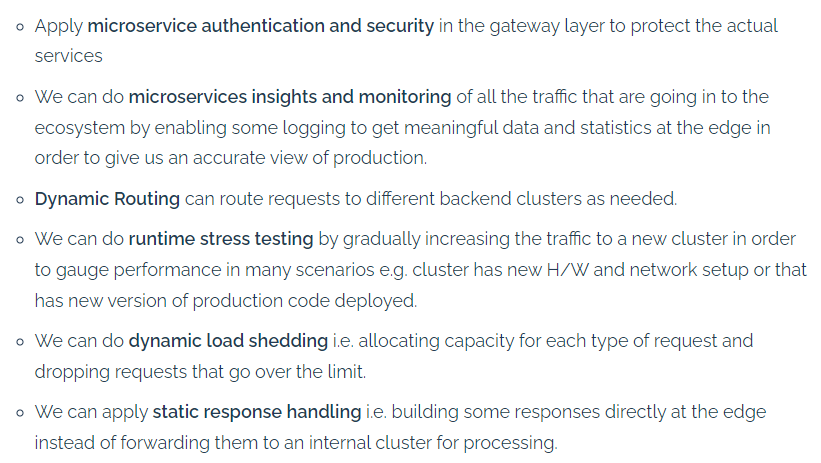 Apply microservice authentication and security in the gateway layer to protect the actual
services
We can do microservices insights and monitoring of all the traffic that are going in to the
ecosystem by enabling some logging to get meaningful data and statistics at the edge in
order to give us an accurate view of production.
Dynamic Routing can route requests to different backend clusters as needed.
We can do runtime stress testing by gradually increasing the traffic to a new cluster in order
to gauge performance in many scenarios e.g. cluster has new H/W and network setup or that
has new version of production code deployed.
We can do dynamic load shedding i.e. allocating capacity for each type of request and
dropping requests that go over the limit.
We can apply static response handling i.e. building some responses directly at the edge
instead of forwarding them to an internal cluster for processing.